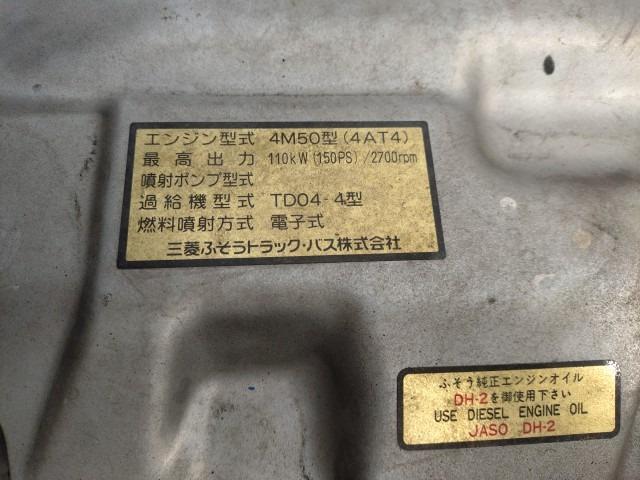 エンジン型式 4M50型(4AT4)
最高出力 110kW(150PS)/2700rpm
噴射ポンプ型式
過給機型式 TD04-4型
燃料噴射方式 電子式
三菱ふそうトラック・バス株式会社
ふそう純正エンジンオイル
DH-2を御使用下さい
USE DIESEL ENGINE OIL
JASO DH-2